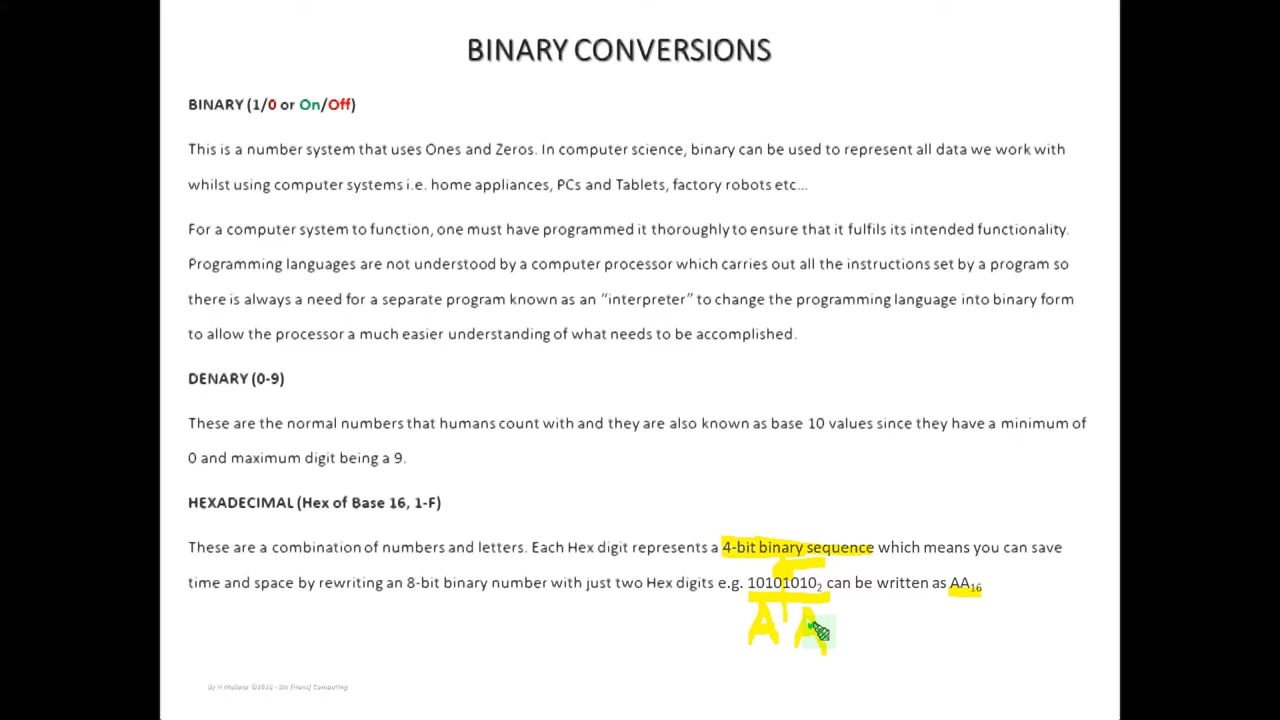 BINARY CONVERSIONS
BINARY (1/0 or On/Off)
This is a number system that uses Ones and Zeros. In computer science, binary can be used to represent all data we work with
whilst using computer systems i.e. home appliances, PCs and Tablets, factory robots etc...
For a computer system to function, one must have programmed it thoroughly to ensure that it fulfils its intended functionality.
Programming languages are not understood by a computer processor which carries out all the instructions set by a program so
there is always a need for a separate program known as an “interpreter” to change the programming language into binary form
to allow the processor a much easier understanding of what needs to be accomplished.
DENARY (0-9)
These are the normal numbers that humans count with and they are also known as base 10 values since they have a minimum of
0 and maximum digit being a 9.
HEXADECIMAL (Hex of Base 16, 1-F)
These are a combination of numbers and letters. Each Hex digit represents a 4-bit binary sequence which means you can save
time and space by rewriting an 8-bit binary number with just two Hex digits e.g. 10101010₂ can be written as AA₁₆
A A
By H ©2016 - Computing